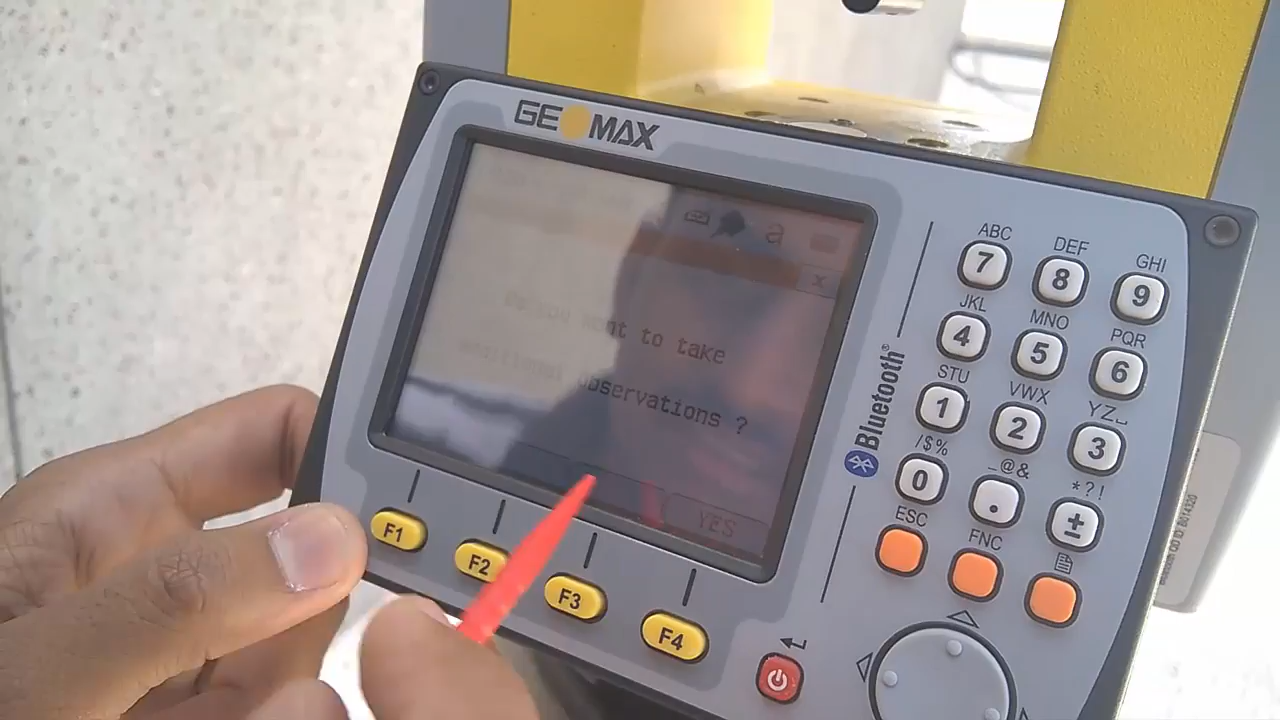 GEOMAX
a
x
Do you want to take
additional observations ?
YES
F1
F2
F3
F4
Bluetooth®
ABC
DEF
GHI
7
8
9
JKL
MNO
PQR
4
5
6
STU
VWX
YZ
1
2
3
/$%
_@&
*?!
0
.
±
ESC
FNC